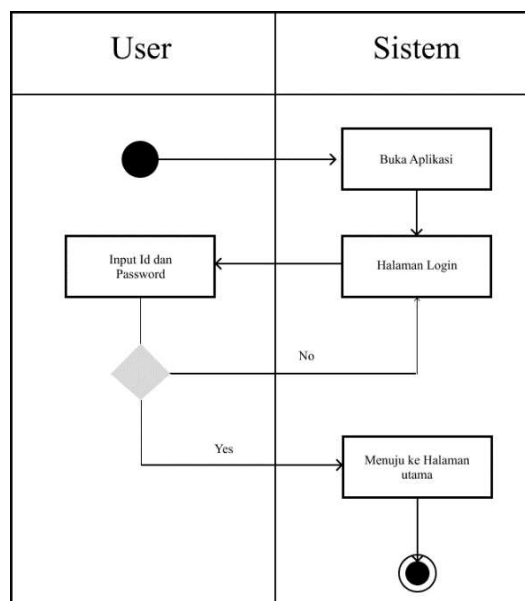 User
Sistem
Buka Aplikasi
Input Id dan
Password
Halaman Login
No
Yes
Menuju ke Halaman
utama